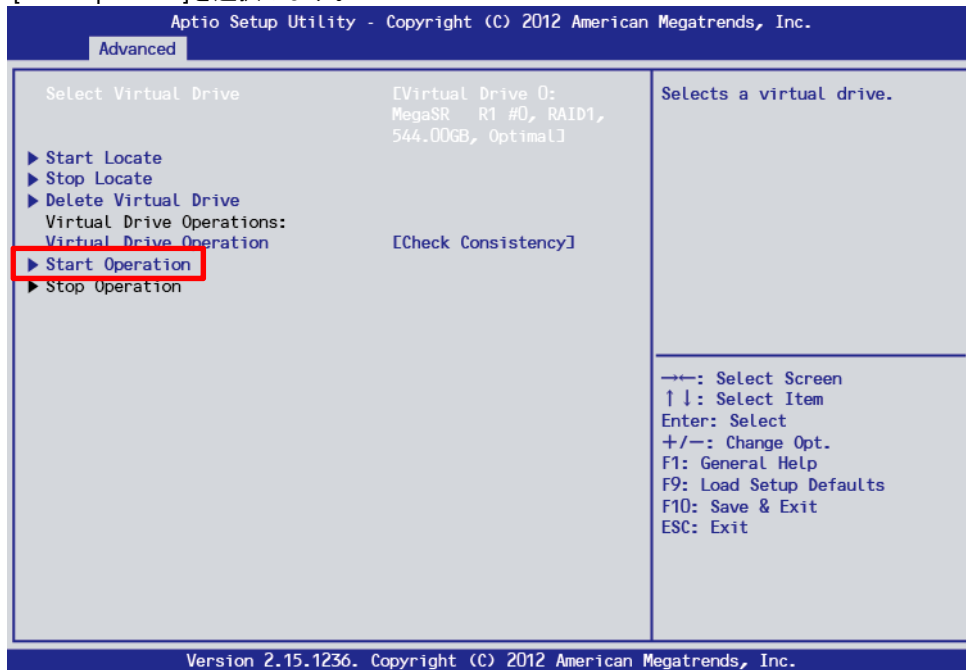 Aptio Setup Utility - Copyright (C) 2012 American Megatrends, Inc.
Advanced
Select Virtual Drive [Virtual Drive 0: Selects a virtual drive.
MegaSR R1 #0, RAID1,
544.00GB, Optimal]
▶ Start Locate
▶ Stop Locate
▶ Delete Virtual Drive
Virtual Drive Operations:
Virtual Drive Operation [Check Consistency]
▶ Start Operation
▶ Stop Operation
→←: Select Screen
↑↓: Select Item
Enter: Select
+/-: Change Opt.
F1: General Help
F9: Load Setup Defaults
F10: Save & Exit
ESC: Exit
Version 2.15.1236. Copyright (C) 2012 American Megatrends, Inc.